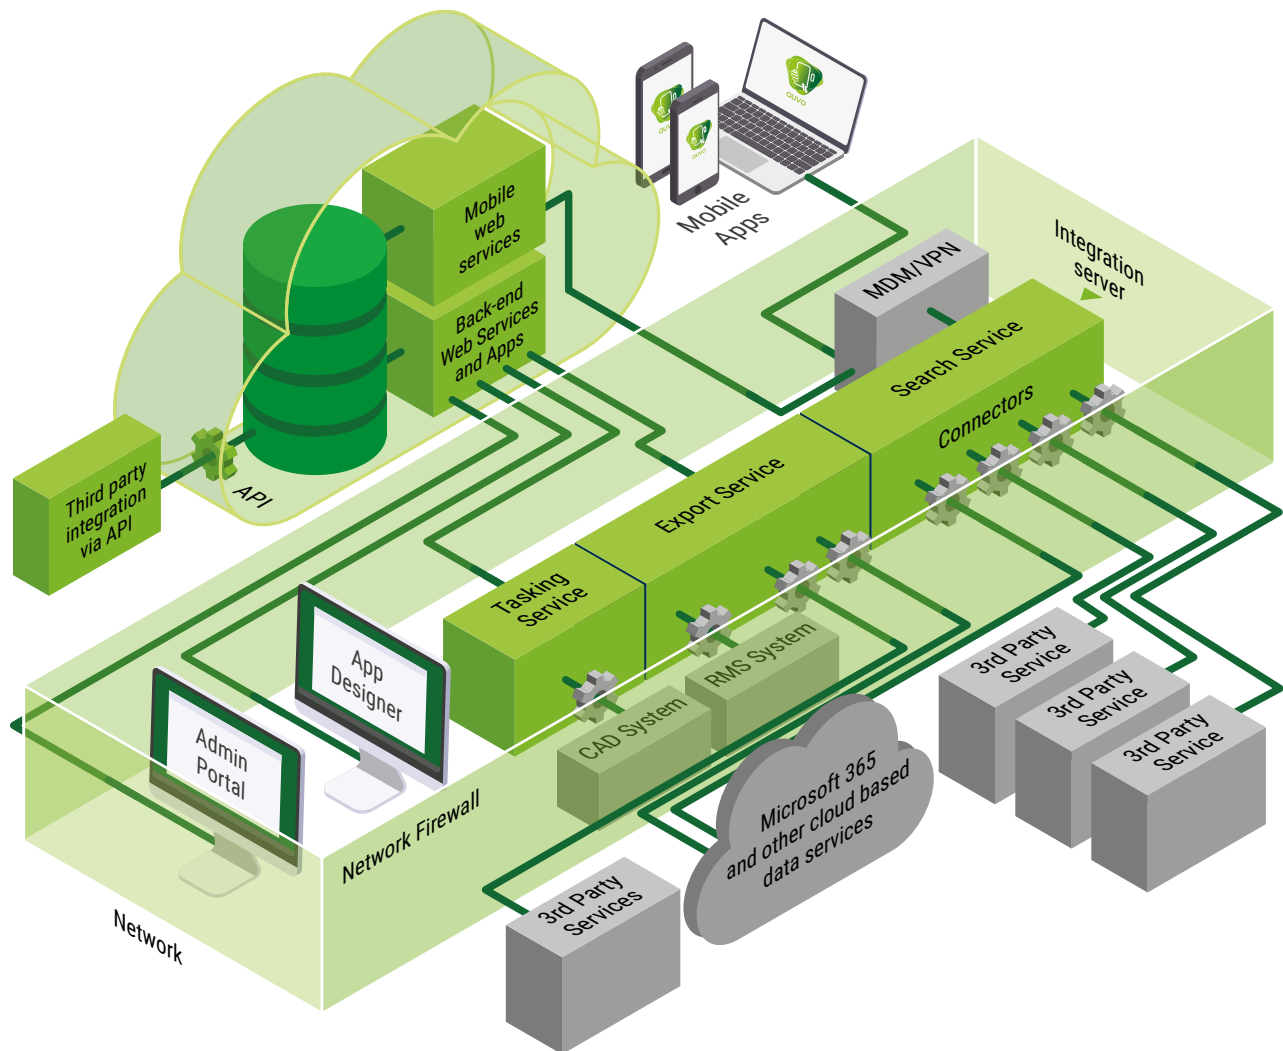 QUVO
QUVO
QUVO
Mobile
Apps
Mobile
web
services
Back-end
Web Services
and Apps
Third party
integration
via API
API
MDM/VPN
Integration
server
Search Service
Connectors
Export Service
Tasking
Service
App
Designer
Admin
Portal
RMS System
CAD System
Network Firewall
Network
3rd Party
Service
3rd Party
Service
3rd Party
Service
Microsoft 365
and other cloud based
data services
3rd Party
Services